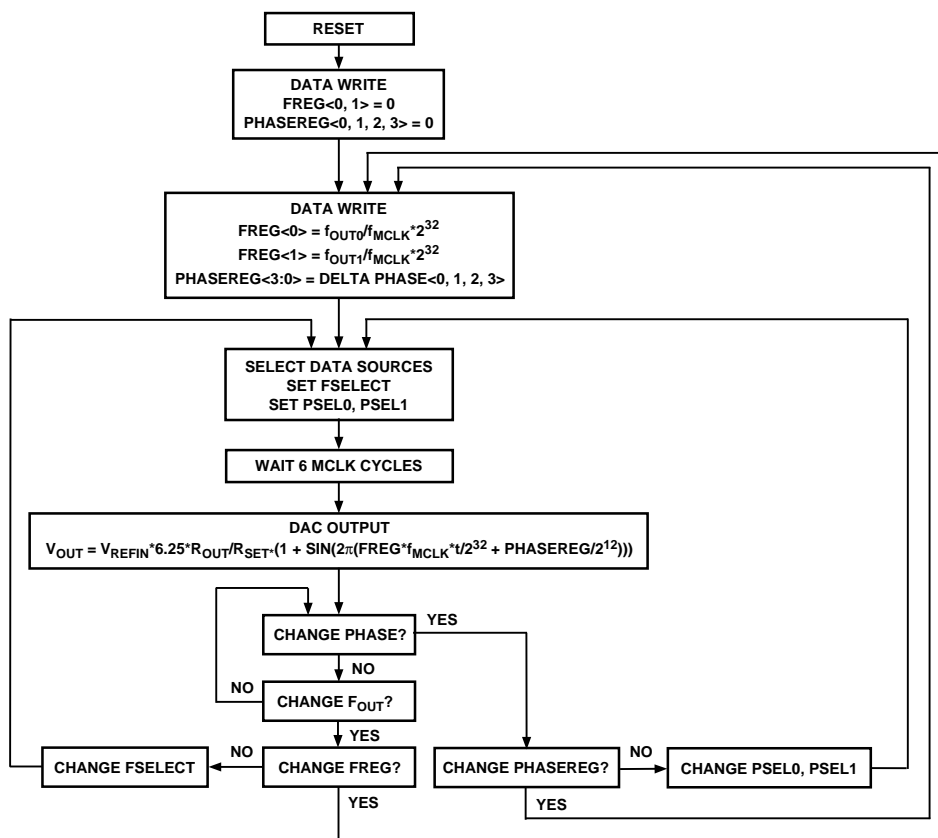 RESET
DATA WRITE
FREG<0, 1> = 0
PHASEREG<0, 1, 2, 3> = 0
DATA WRITE
FREG<0> = fOUT0/fMCLK*2^32
FREG<1> = fOUT1/fMCLK*2^32
PHASEREG<3:0> = DELTA PHASE<0, 1, 2, 3>
SELECT DATA SOURCES
SET FSELECT
SET PSEL0, PSEL1
WAIT 6 MCLK CYCLES
DAC OUTPUT
VOUT = VREFIN*6.25*ROUT/RSET*(1 + SIN(2π(FREG*fMCLK*t/2^32 + PHASEREG/2^12)))
CHANGE PHASE?
YES
NO
NO
CHANGE FOUT?
YES
CHANGE FSELECT
NO
CHANGE FREG?
YES
CHANGE PHASEREG?
NO
CHANGE PSEL0, PSEL1
YES